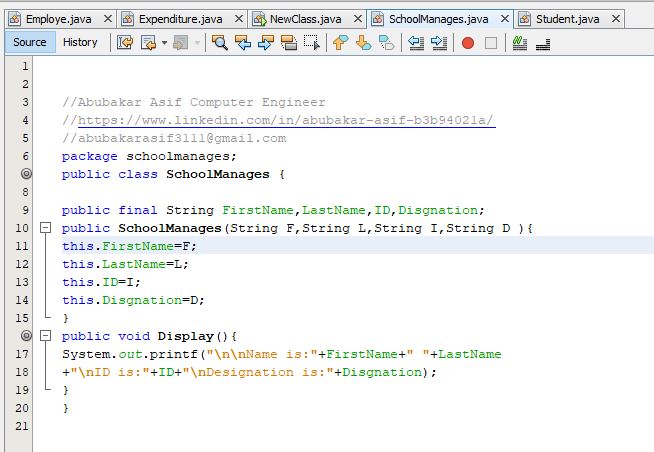 Employe.java × Expenditure.java × NewClass.java × SchoolManages.java × Student.java ×
Source History
1
2
3 //Abubakar Asif Computer Engineer
4 //https://www.linkedin.com/in/abubakar-asif-b3b94021a/
5 //abubakarasif3111@gmail.com
6 package schoolmanages;
public class SchoolManages {
8
9 public final String FirstName,LastName,ID,Disgnation;
10 public SchoolManages(String F,String L,String I,String D ){
11 this.FirstName=F;
12 this.LastName=L;
13 this.ID=I;
14 this.Disgnation=D;
15 }
public void Display(){
17 System.out.printf("\n\nName is:"+FirstName+" "+LastName
18 +"\nID is:"+ID+"\nDesignation is:"+Disgnation);
19 }
20 }
21